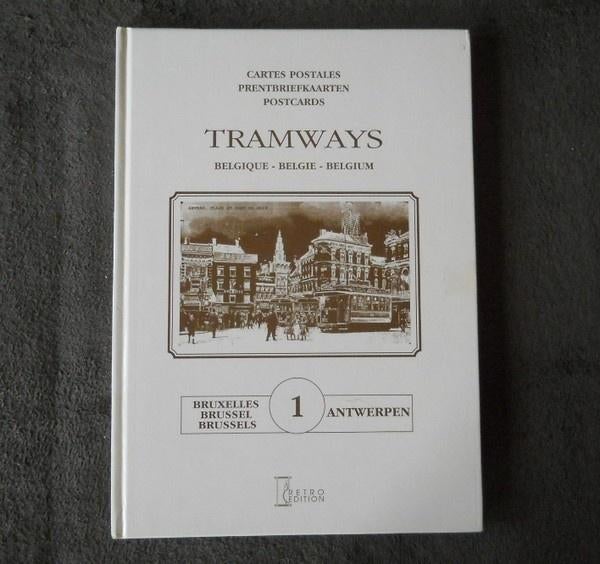 CARTES POSTALES
PRENTBRIEFKAARTEN
POSTCARDS
TRAMWAYS
BELGIQUE - BELGIE - BELGIUM
BRUXELLES
BRUSSEL
BRUSSELS
1
ANTWERPEN
RETRO
EDITION